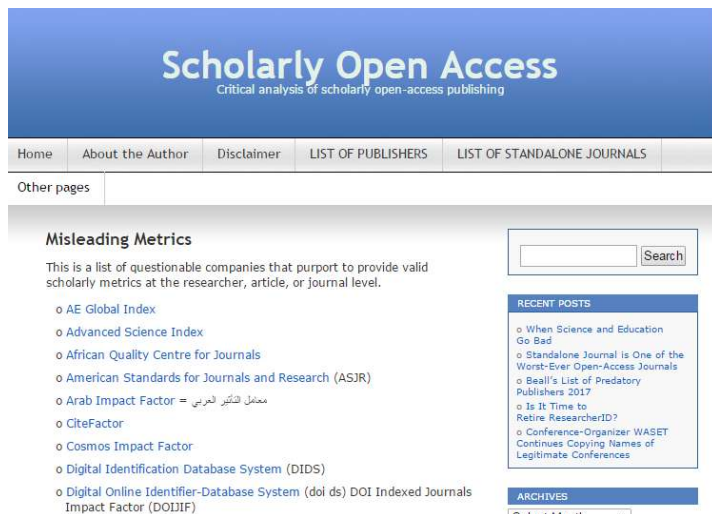 Scholarly Open Access
Critical analysis of scholarly open-access publishing
Home About the Author Disclaimer LIST OF PUBLISHERS LIST OF STANDALONE JOURNALS
Other pages
Misleading Metrics
This is a list of questionable companies that purport to provide valid
scholarly metrics at the researcher, article, or journal level.
o AE Global Index
o Advanced Science Index
o African Quality Centre for Journals
o American Standards for Journals and Research (ASJR)
o Arab Impact Factor = معامل التأثير العربي
o CiteFactor
o Cosmos Impact Factor
o Digital Identification Database System (DIDS)
o Digital Online Identifier-Database System (doi ds) DOI Indexed Journals
Impact Factor (DOIJIF)
Search
RECENT POSTS
o When Science and Education
Go Bad
o Standalone Journal is One of the
Worst-Ever Open-Access Journals
o Beall's List of Predatory
Publishers 2017
o Is It Time to
Retire ResearcherID?
o Conference-Organizer WASET
Continues Copying Names of
Legitimate Conferences
ARCHIVES